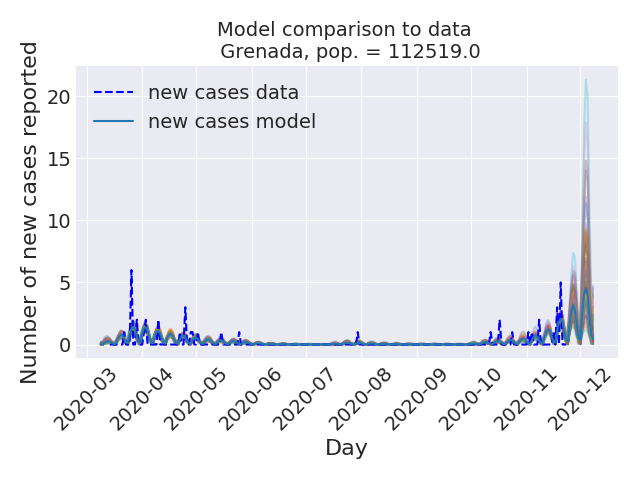 Model comparison to data
Grenada, pop. = 112519.0
Number of new cases reported
20
15
10
5
0
new cases data
new cases model
2020-03
2020-04
2020-05
2020-06
2020-07
2020-08
2020-09
2020-10
2020-11
2020-12
Day